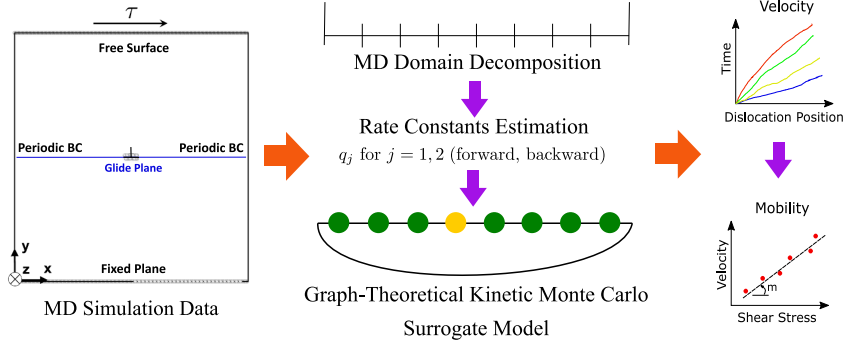 τ
Free Surface
Periodic BC
Periodic BC
Glide Plane
y
z
x
Fixed Plane
MD Simulation Data
MD Domain Decomposition
Rate Constants Estimation
q_j for j = 1, 2 (forward, backward)
Graph-Theoretical Kinetic Monte Carlo
Surrogate Model
Velocity
Time
Dislocation Position
Mobility
Velocity
m
Shear Stress